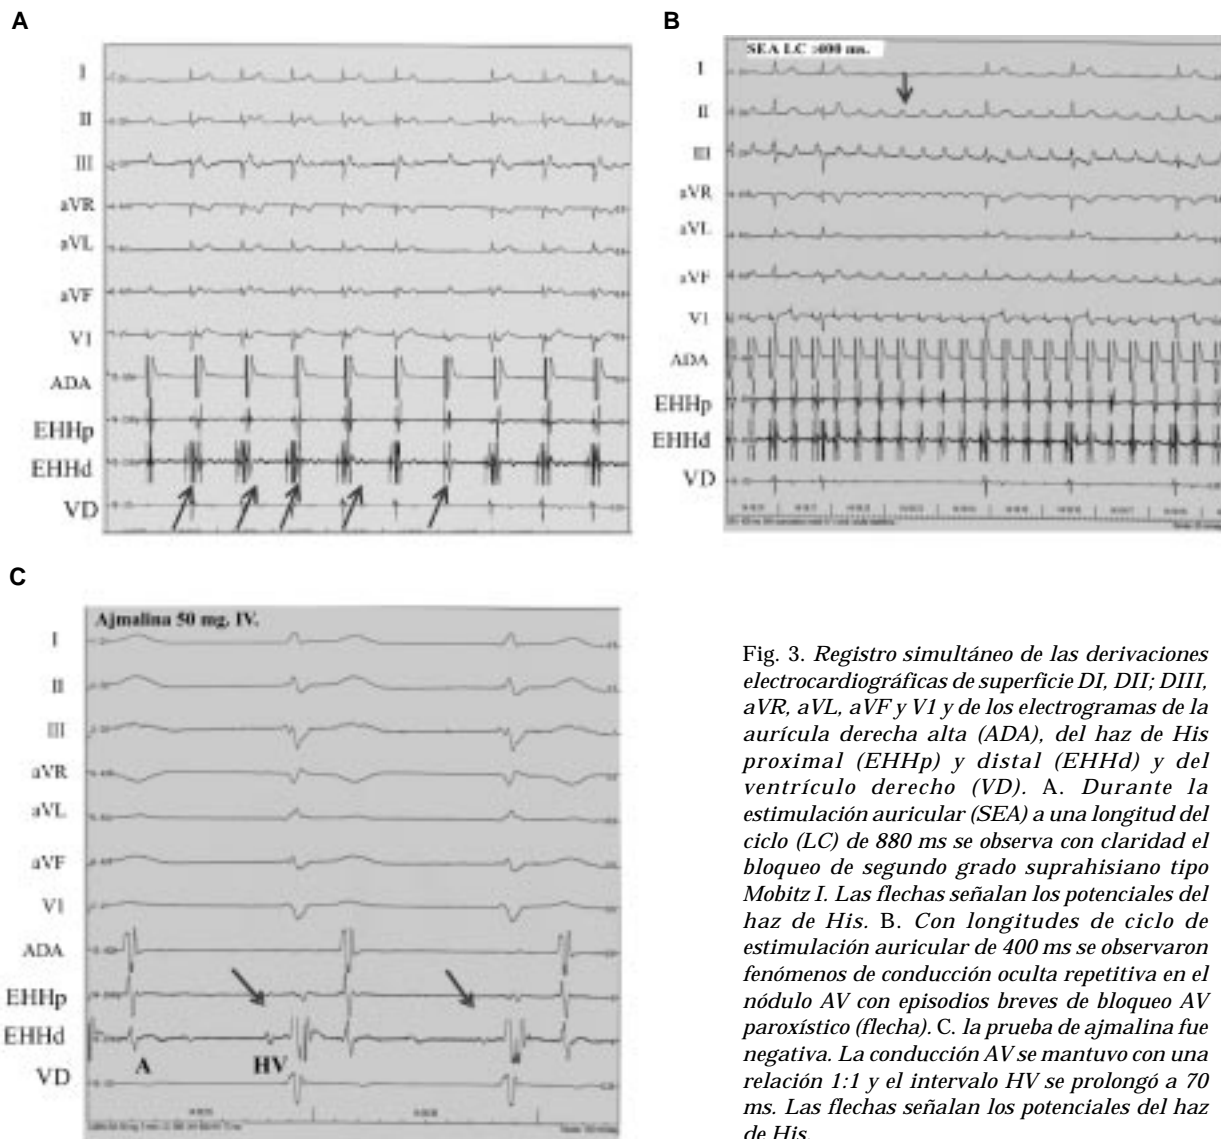 A
I
II
III
aVR
aVL
aVF
V1
ADA
EHHp
EHHd
VD
B
SEA LC :400 ms.
I
II
III
aVR
aVL
aVF
V1
ADA
EHHp
EHHd
VD
C
Ajmalina 50 mg, IV.
I
II
III
aVR
aVL
aVF
V1
ADA
EHHp
EHHd
A
HV
VD
Fig. 3. Registro simultáneo de las derivaciones
electrocardiográficas de superficie DI, DII; DIII,
aVR, aVL, aVF y V1 y de los electrogramas de la
aurícula derecha alta (ADA), del haz de His
proximal (EHHp) y distal (EHHd) y del
ventrículo derecho (VD). A. Durante la
estimulación auricular (SEA) a una longitud del
ciclo (LC) de 880 ms se observa con claridad el
bloqueo de segundo grado suprahisiano tipo
Mobitz I. Las flechas señalan los potenciales del
haz de His. B. Con longitudes de ciclo de
estimulación auricular de 400 ms se observaron
fenómenos de conducción oculta repetitiva en el
nódulo AV con episodios breves de bloqueo AV
paroxístico (flecha). C. la prueba de ajmalina fue
negativa. La conducción AV se mantuvo con una
relación 1:1 y el intervalo HV se prolongó a 70
ms. Las flechas señalan los potenciales del haz
de His.